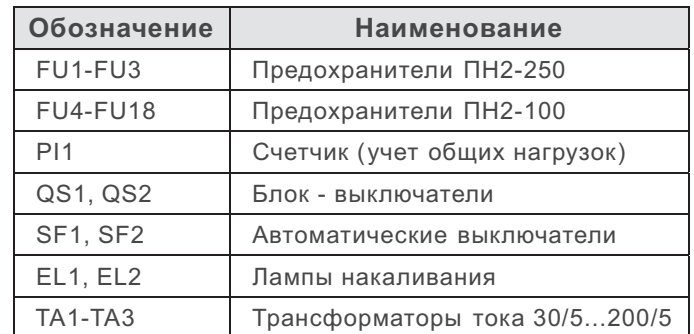 Обозначение Наименование
FU1-FU3 Предохранители ПН2-250
FU4-FU18 Предохранители ПН2-100
PI1 Счетчик (учет общих нагрузок)
QS1, QS2 Блок - выключатели
SF1, SF2 Автоматические выключатели
EL1, EL2 Лампы накаливания
TA1-TA3 Трансформаторы тока 30/5...200/5